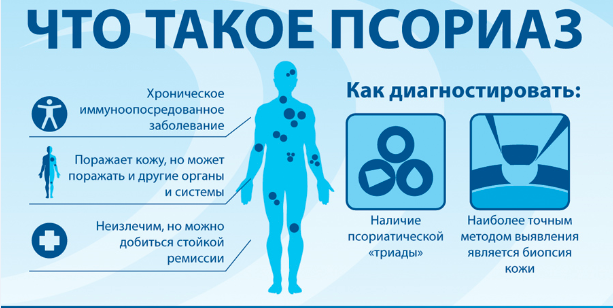 ЧТО ТАКОЕ ПСОРИАЗ
Хроническое
иммуноопосредованное
заболевание
Поражает кожу, но может
поражать и другие органы
и системы
Неизлечим, но можно
добиться стойкой
ремиссии
Как диагностировать:
Наличие
псориатической
«триады»
Наиболее точным
методом выявления
является биопсия
кожи